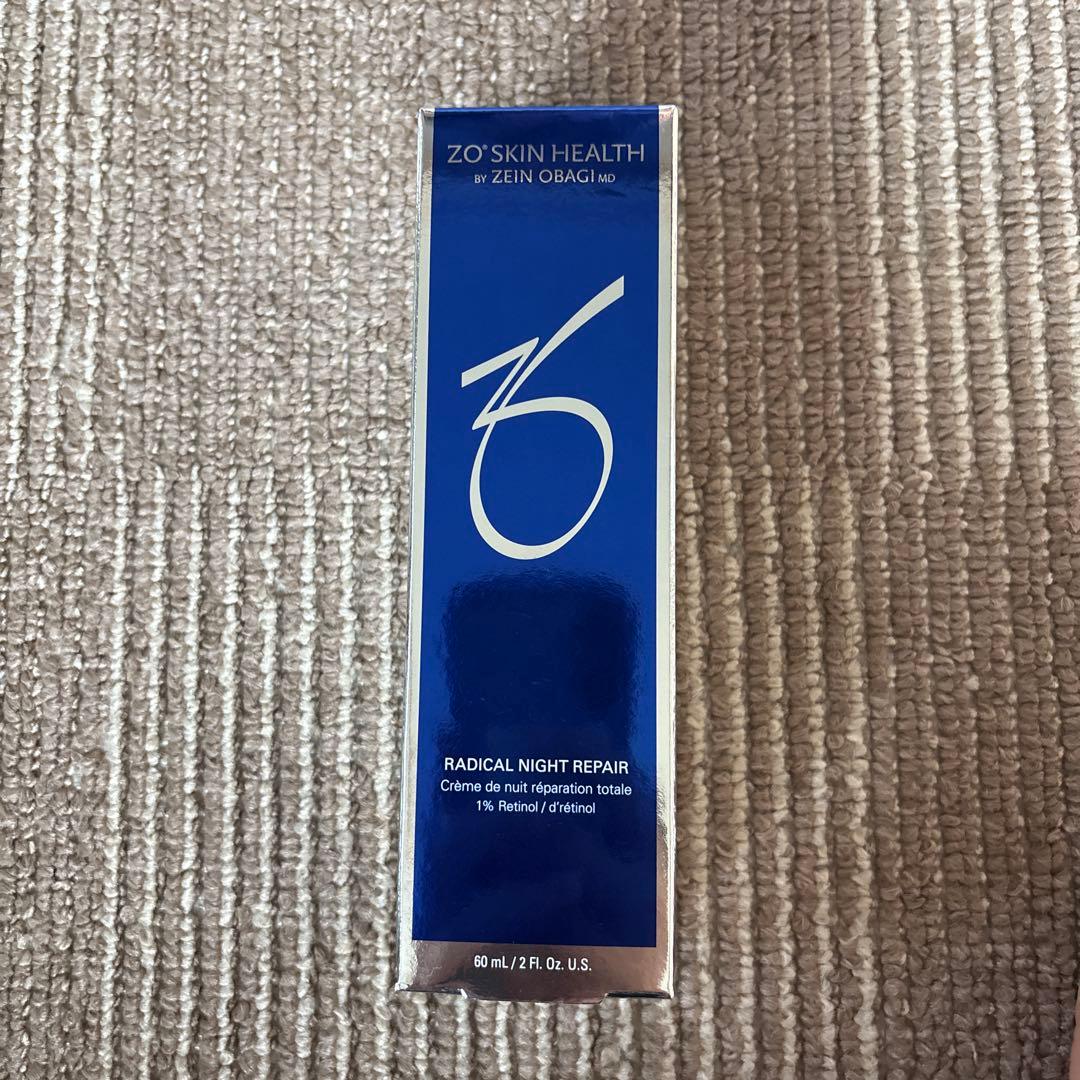 ZO® SKIN HEALTH
BY ZEIN OBAGI MD
ZO
RADICAL NIGHT REPAIR
Crème de nuit réparation totale
1% Retinol / d'rétinol
60 mL / 2 Fl. Oz. U.S.